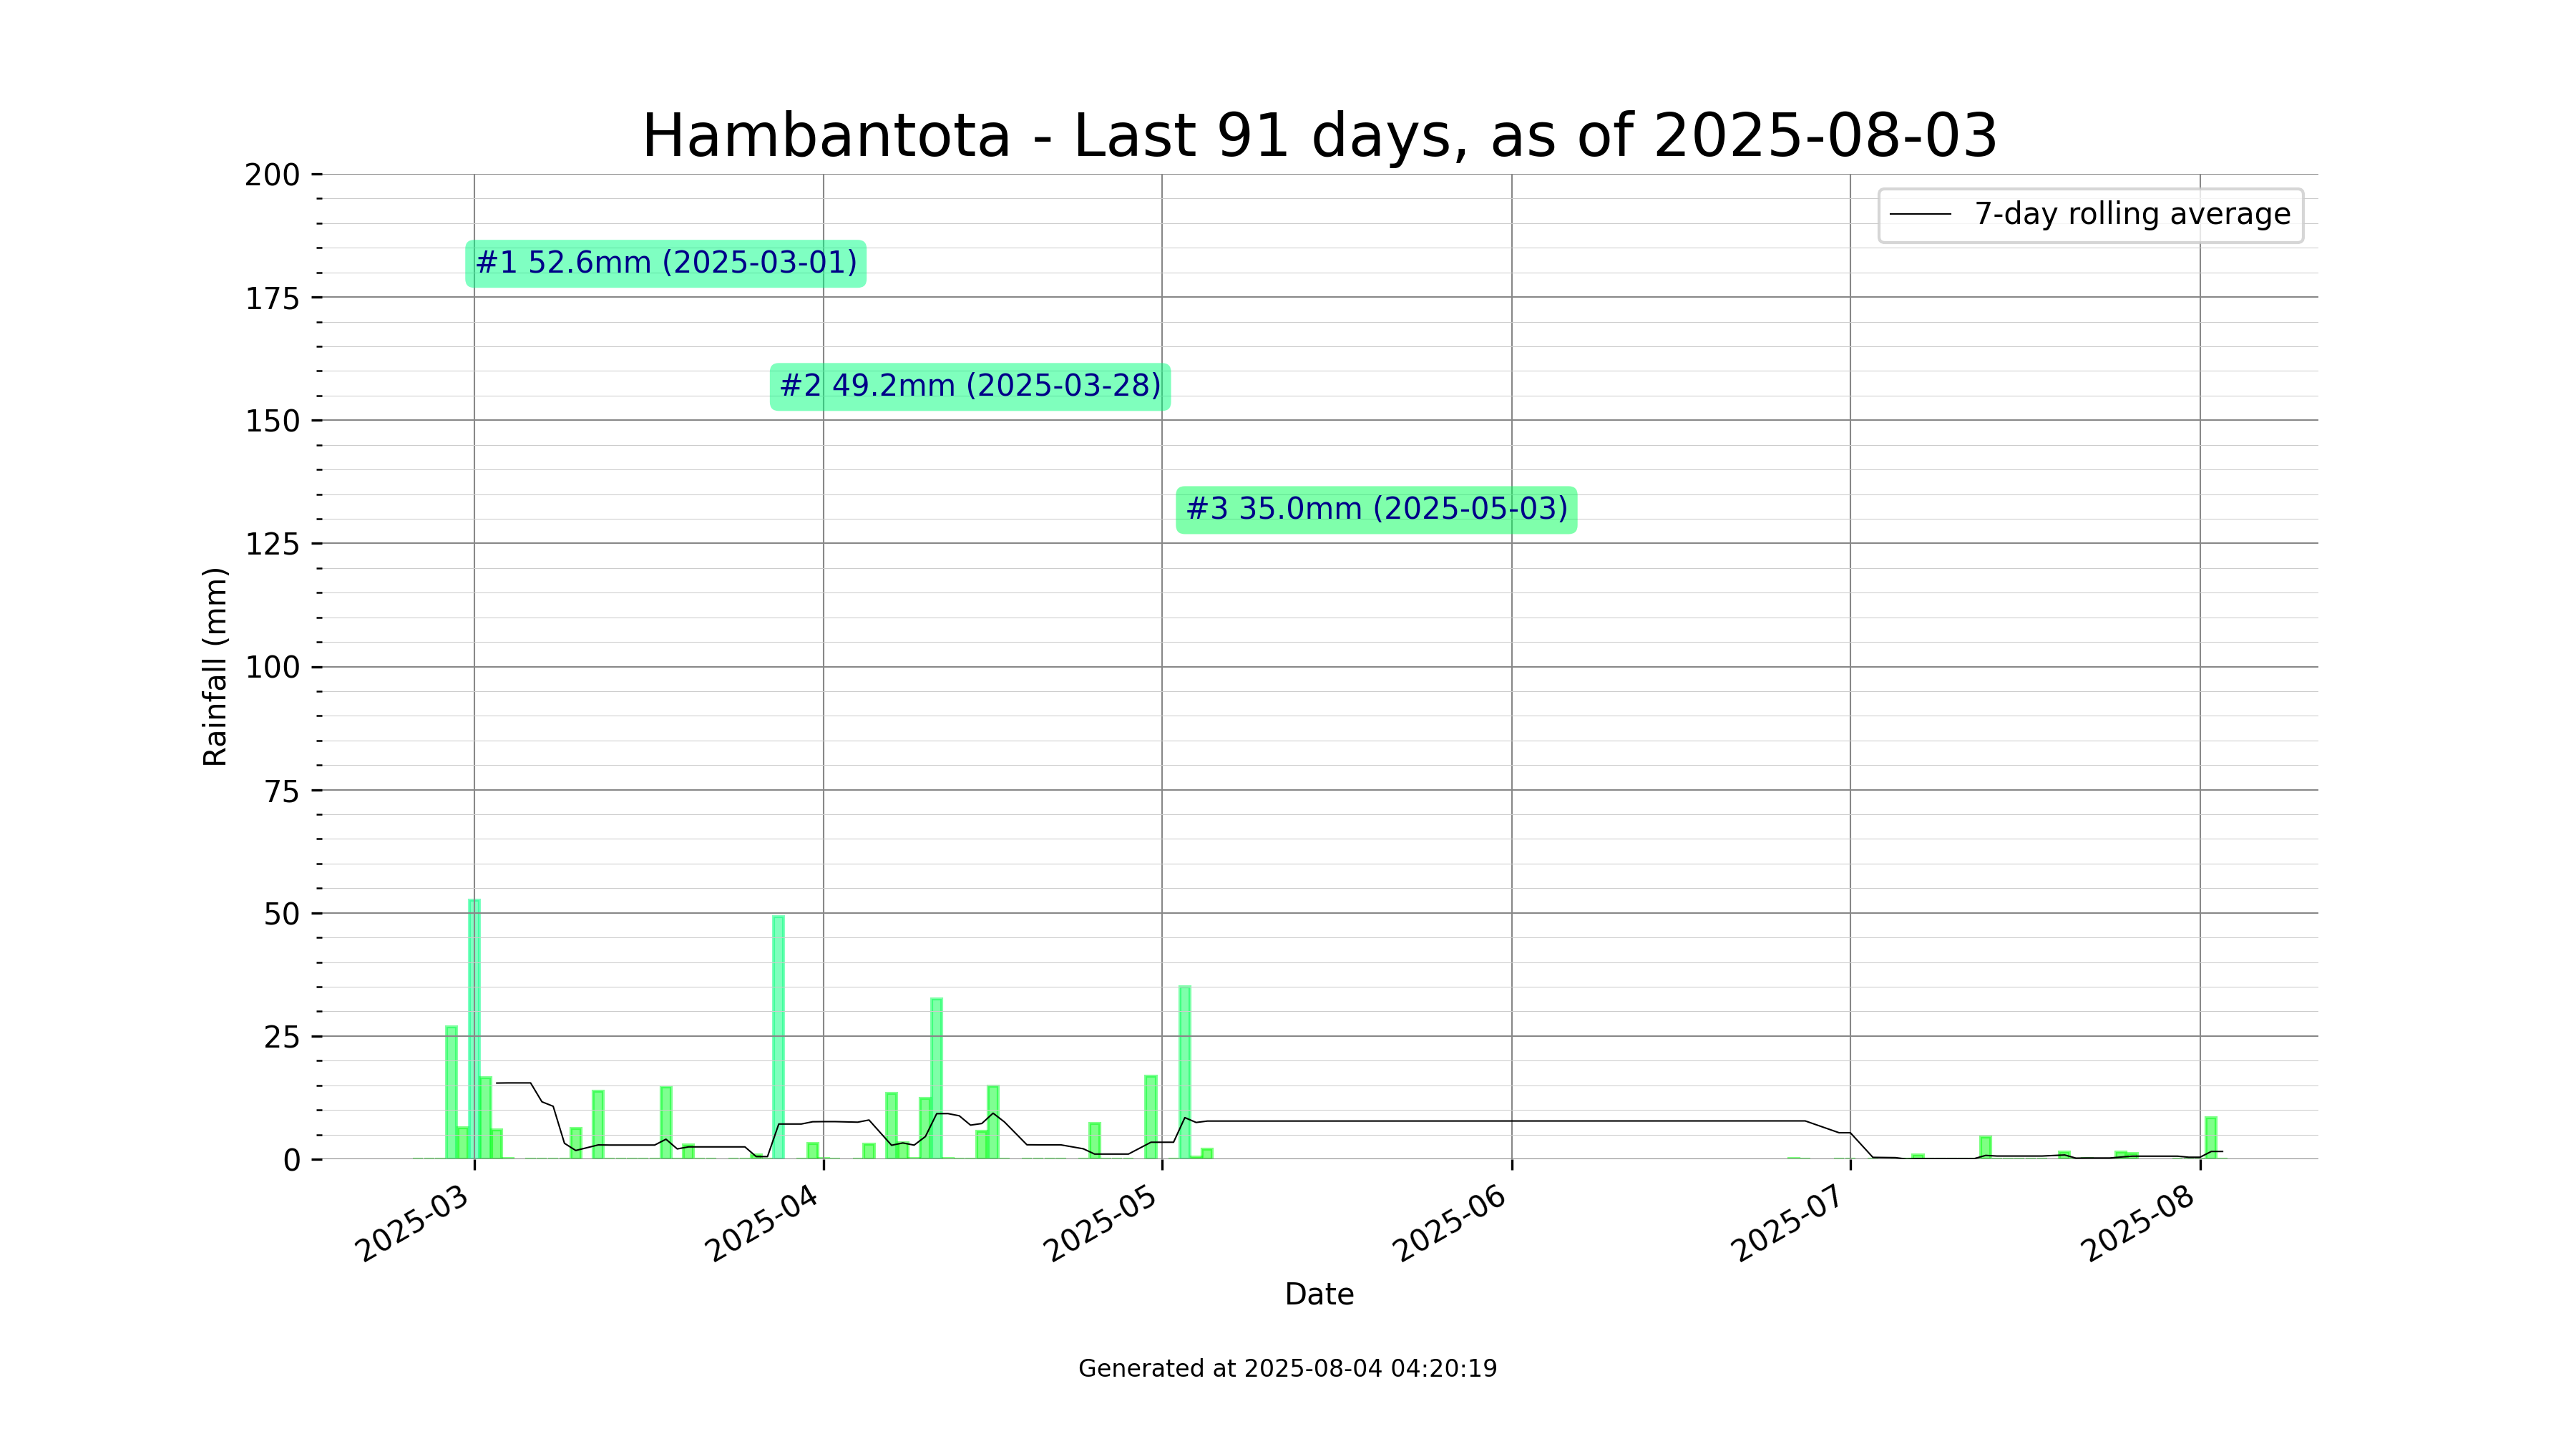 Hambantota - Last 91 days, as of 2025-08-03
200
175
150
125
100
75
50
25
0
Rainfall (mm)
7-day rolling average
#1 52.6mm (2025-03-01)
#2 49.2mm (2025-03-28)
#3 35.0mm (2025-05-03)
2025-03
2025-04
2025-05
2025-06
2025-07
2025-08
Date
Generated at 2025-08-04 04:20:19